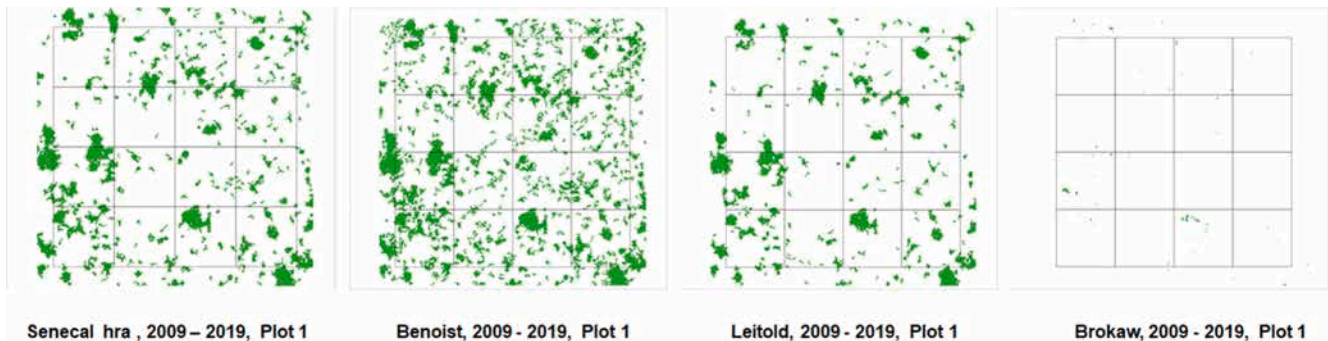 Senecal hra , 2009 – 2019, Plot 1
Benoist, 2009 - 2019, Plot 1
Leitold, 2009 - 2019, Plot 1
Brokaw, 2009 - 2019, Plot 1